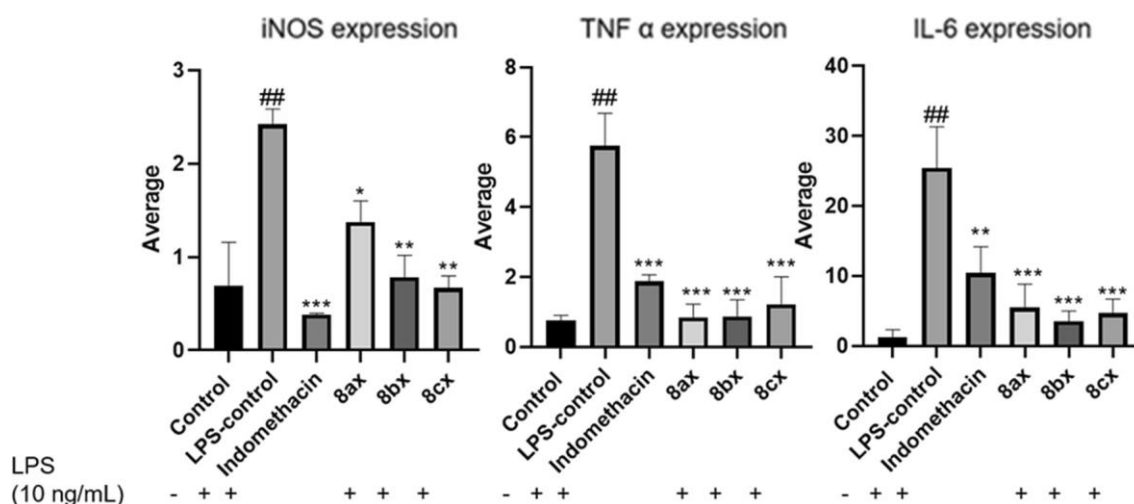 iNOS expression
TNF α expression
IL-6 expression
Average
3
2
1
0
##
***
*
**
**
Control
LPS-control
Indomethacin
8ax
8bx
8cx
Average
8
6
4
2
0
##
***
***
***
***
Control
LPS-control
Indomethacin
8ax
8bx
8cx
Average
40
30
20
10
0
##
**
***
***
***
Control
LPS-control
Indomethacin
8ax
8bx
8cx
LPS
(10 ng/mL) - + + + + + - + + + + + - + + + + +